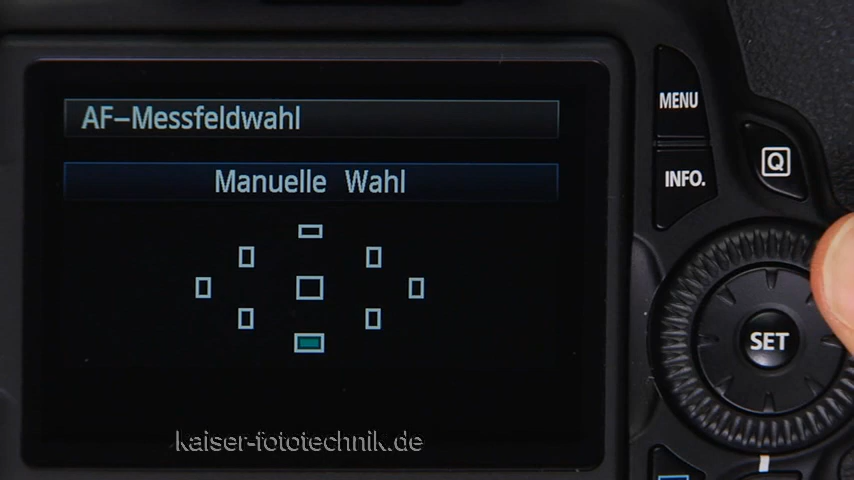 AF-Messfeldwahl
Manuelle Wahl
MENU
INFO.
Q
SET
kaiser-fototechnik.de